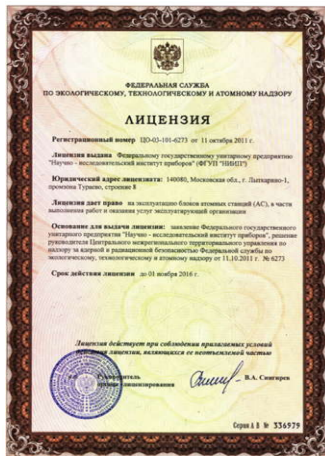 ФЕДЕРАЛЬНАЯ СЛУЖБА
ПО ЭКОЛОГИЧЕСКОМУ, ТЕХНОЛОГИЧЕСКОМУ И АТОМНОМУ НАДЗОРУ
ЛИЦЕНЗИЯ
Регистрационный номер ЦО-03-101-6273 от 11 октября 2011 г.
Лицензия выдана Федеральному государственному унитарному предприятию
"Научно - исследовательский институт приборов" (ФГУП "НИИП")
Юридический адрес лицензиата: 140080, Московская обл., г. Лыткарино-1,
промзона Тураево, строение 8
Лицензия дает право на эксплуатацию блоков атомных станций (АС), в части
выполнения работ и оказания услуг эксплуатирующей организации
Основание для выдачи лицензии: заявление Федерального государственного
унитарного предприятия "Научно - исследовательский институт приборов", решение
руководителя Центрального межрегионального территориального управления по
надзору за ядерной и радиационной безопасностью Федеральной службы по
экологическому, технологическому и атомному надзору от 11.10.2011 г. № 6273
Срок действия лицензии до 01 ноября 2016 г.
Лицензия действует при соблюдении прилагаемых условий
действия лицензии, являющихся ее неотъемлемой частью
Руководитель
органа лицензирования
В.А. Снигирев
Серия А В № 336979